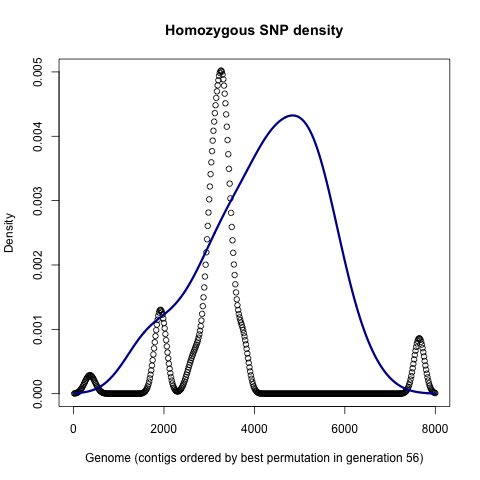 Homozygous SNP density
Density
0.005
0.004
0.003
0.002
0.001
0.000
0 2000 4000 6000 8000
Genome (contigs ordered by best permutation in generation 56)